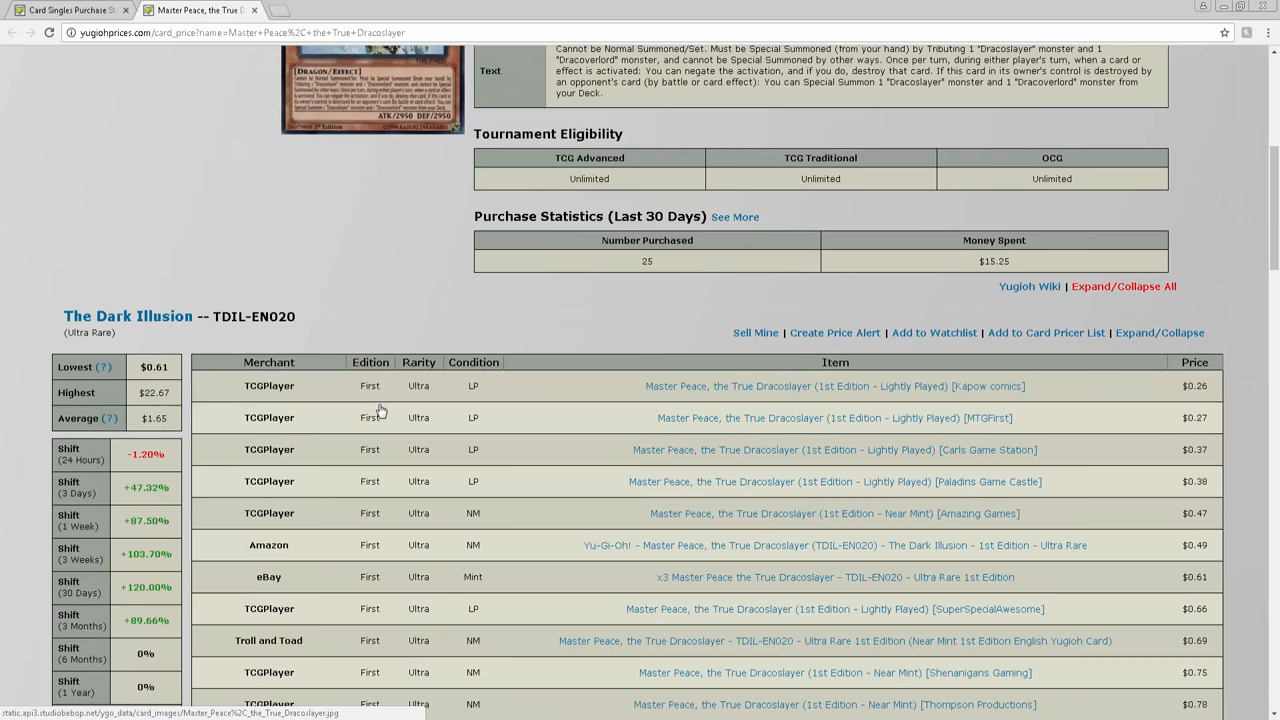 Card Singles Purchase S ×
Master Peace, the True D ×
yugiohprices.com/card_price?name=Master+Peace%2C+the+True+Dracoslayer
TDIL-EN020
[DRAGON/EFFECT]
ATK/2950 DEF/2950
1st Edition
Text
Cannot be Normal Summoned/Set. Must be Special Summoned (from your hand) by Tributing 1 "Dracoslayer" monster and 1
"Dracoverlord" monster, and cannot be Special Summoned by other ways. Once per turn, during either player's turn, when a card or
effect is activated: You can negate the activation, and if you do, destroy that card. If this card in its owner's control is destroyed by
an opponent's card (by battle or card effect): You can Special Summon 1 "Dracoslayer" monster and 1 "Dracoverlord" monster from
your Deck.
Tournament Eligibility
TCG Advanced TCG Traditional OCG
Unlimited Unlimited Unlimited
Purchase Statistics (Last 30 Days) See More
Number Purchased Money Spent
25 $15.25
Yugioh Wiki | Expand/Collapse All
The Dark Illusion -- TDIL-EN020
(Ultra Rare)
Sell Mine | Create Price Alert | Add to Watchlist | Add to Card Pricer List | Expand/Collapse
Lowest (?) $0.61
Highest $22.67
Average (?) $1.65
Shift (24 Hours) -1.20%
Shift (3 Days) +47.32%
Shift (1 Week) +87.50%
Shift (3 Weeks) +103.70%
Shift (30 Days) +120.00%
Shift (3 Months) +89.66%
Shift (6 Months) 0%
Shift (1 Year) 0%
Merchant Edition Rarity Condition Item Price
TCGPlayer First Ultra LP Master Peace, the True Dracoslayer (1st Edition - Lightly Played) [Kapow comics] $0.26
TCGPlayer First Ultra LP Master Peace, the True Dracoslayer (1st Edition - Lightly Played) [MTGFirst] $0.27
TCGPlayer First Ultra LP Master Peace, the True Dracoslayer (1st Edition - Lightly Played) [Carls Game Station] $0.37
TCGPlayer First Ultra LP Master Peace, the True Dracoslayer (1st Edition - Lightly Played) [Paladins Game Castle] $0.38
TCGPlayer First Ultra NM Master Peace, the True Dracoslayer (1st Edition - Near Mint) [Amazing Games] $0.47
Amazon First Ultra NM Yu-Gi-Oh! - Master Peace, the True Dracoslayer (TDIL-EN020) - The Dark Illusion - 1st Edition - Ultra Rare $0.49
eBay First Ultra Mint x3 Master Peace the True Dracoslayer - TDIL-EN020 - Ultra Rare 1st Edition $0.61
TCGPlayer First Ultra LP Master Peace, the True Dracoslayer (1st Edition - Lightly Played) [SuperSpecialAwesome] $0.66
Troll and Toad First Ultra NM Master Peace, the True Dracoslayer - TDIL-EN020 - Ultra Rare 1st Edition (Near Mint 1st Edition English Yugioh Card) $0.69
TCGPlayer First Ultra NM Master Peace, the True Dracoslayer (1st Edition - Near Mint) [Shenanigans Gaming] $0.75
TCGPlayer First Ultra NM Master Peace, the True Dracoslayer (1st Edition - Near Mint) [Thompson Productions] $0.78
static.api3.studiobebop.net/ygo_data/card_images/Master_Peace%2C_the_True_Dracoslayer.jpg